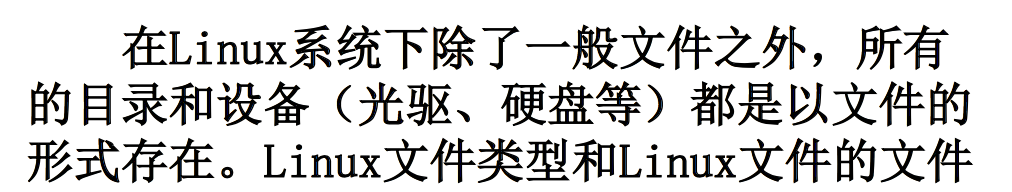 在Linux系统下除了一般文件之外，所有
的目录和设备（光驱、硬盘等）都是以文件的
形式存在。Linux文件类型和Linux文件的文件